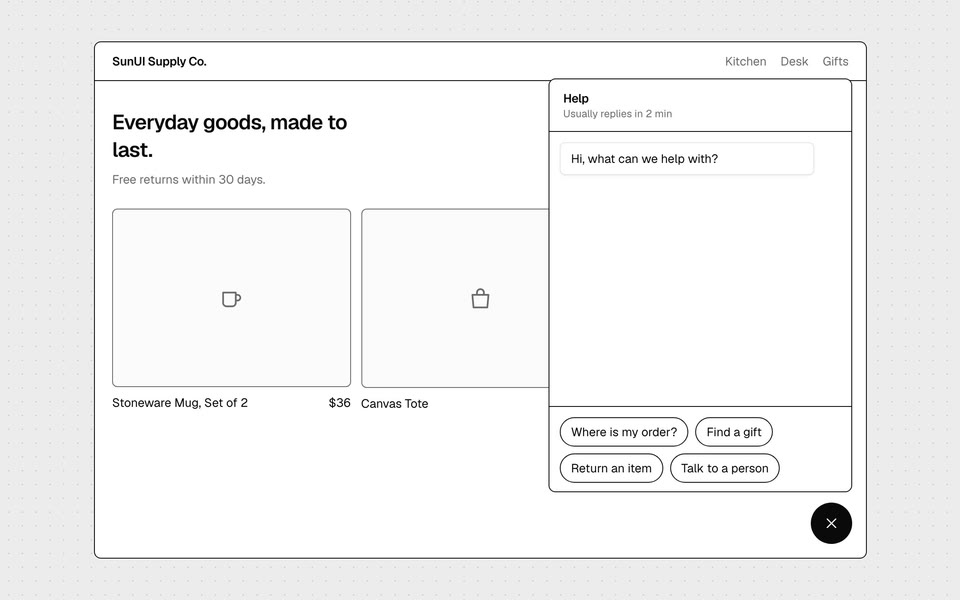 SunUI Supply Co.
Kitchen Desk Gifts
Everyday goods, made to
last.
Free returns within 30 days.
Stoneware Mug, Set of 2 $36
Canvas Tote
Help
Usually replies in 2 min
Hi, what can we help with?
Where is my order? Find a gift
Return an item Talk to a person